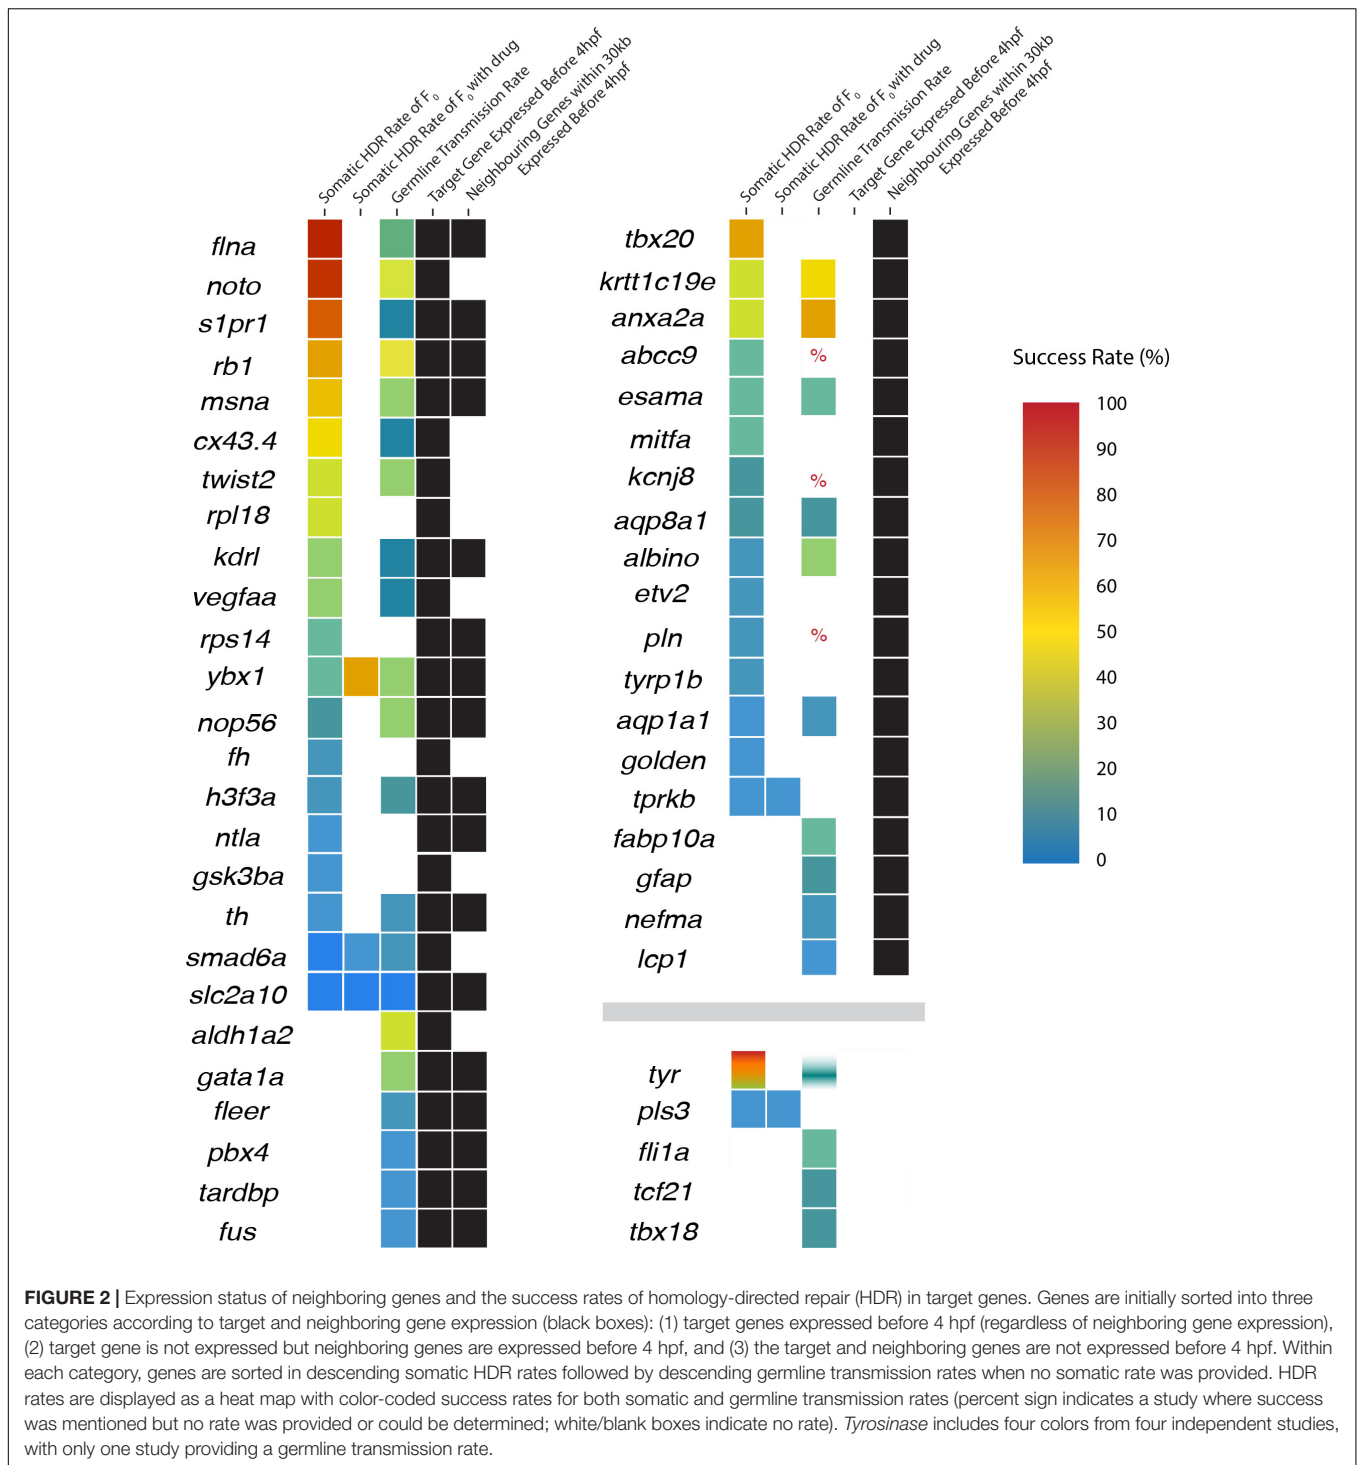 Somatic HDR Rate of F0
Somatic HDR Rate of F0 with drug
Germline Transmission Rate
Target Gene Expressed Before 4hpf
Neighbouring Genes within 30kb
Expressed Before 4hpf
Somatic HDR Rate of F0
Somatic HDR Rate of F0 with drug
Germline Transmission Rate
Target Gene Expressed Before 4hpf
Neighbouring Genes within 30kb
Expressed Before 4hpf
flna
noto
s1pr1
rb1
msna
cx43.4
twist2
rpl18
kdrl
vegfaa
rps14
ybx1
nop56
fh
h3f3a
ntla
gsk3ba
th
smad6a
slc2a10
aldh1a2
gata1a
fleer
pbx4
tardbp
fus
tbx20
krtt1c19e
anxa2a
abcc9 %
esama
mitfa
kcnj8 %
aqp8a1
albino
etv2
pln %
tyrp1b
aqp1a1
golden
tprkb
fabp10a
gfap
nefma
lcp1
tyr
pls3
fli1a
tcf21
tbx18
Success Rate (%)
100
90
80
70
60
50
40
30
20
10
0
FIGURE 2 | Expression status of neighboring genes and the success rates of homology-directed repair (HDR) in target genes. Genes are initially sorted into three
categories according to target and neighboring gene expression (black boxes): (1) target genes expressed before 4 hpf (regardless of neighboring gene expression),
(2) target gene is not expressed but neighboring genes are expressed before 4 hpf, and (3) the target and neighboring genes are not expressed before 4 hpf. Within
each category, genes are sorted in descending somatic HDR rates followed by descending germline transmission rates when no somatic rate was provided. HDR
rates are displayed as a heat map with color-coded success rates for both somatic and germline transmission rates (percent sign indicates a study where success
was mentioned but no rate was provided or could be determined; white/blank boxes indicate no rate). Tyrosinase includes four colors from four independent studies,
with only one study providing a germline transmission rate.